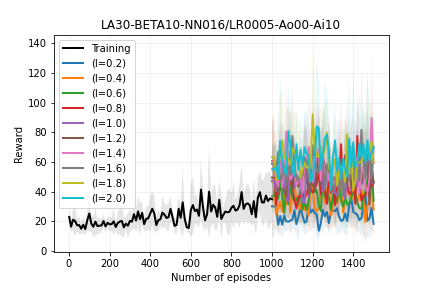 LA30-BETA10-NN016/LR0005-Ao00-Ai10
140
120
100
80
60
40
20
0
Reward
Training
(l=0.2)
(l=0.4)
(l=0.6)
(l=0.8)
(l=1.0)
(l=1.2)
(l=1.4)
(l=1.6)
(l=1.8)
(l=2.0)
0 200 400 600 800 1000 1200 1400
Number of episodes